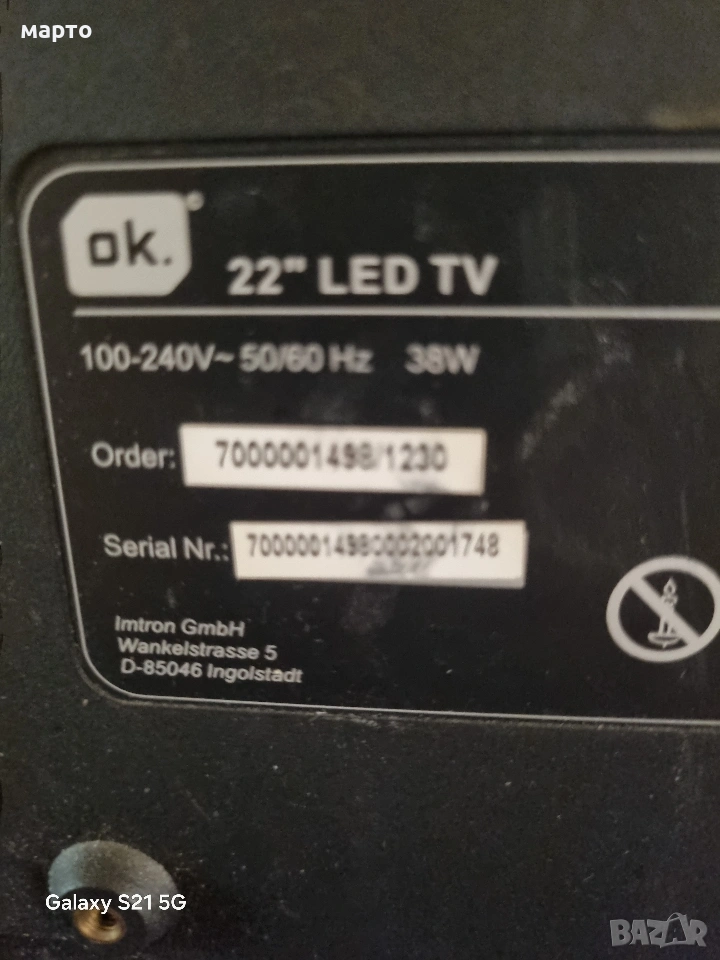 марто
ok.
22" LED TV
100-240V~ 50/60 Hz 38W
Order: 7000001498/1230
Serial Nr.: 70000014980002001748
Imtron GmbH
Wankelstrasse 5
D-85046 Ingolstadt
Galaxy S21 5G
BAZAR